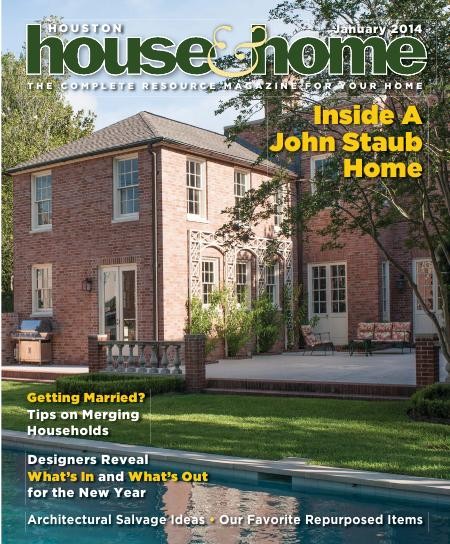 HOUSTON
January 2014
house&home
THE COMPLETE RESOURCE MAGAZINE FOR YOUR HOME
Inside A
John Staub
Home
Getting Married?
Tips on Merging
Households
Designers Reveal
What's In and What's Out
for the New Year
Architectural Salvage Ideas • Our Favorite Repurposed Items